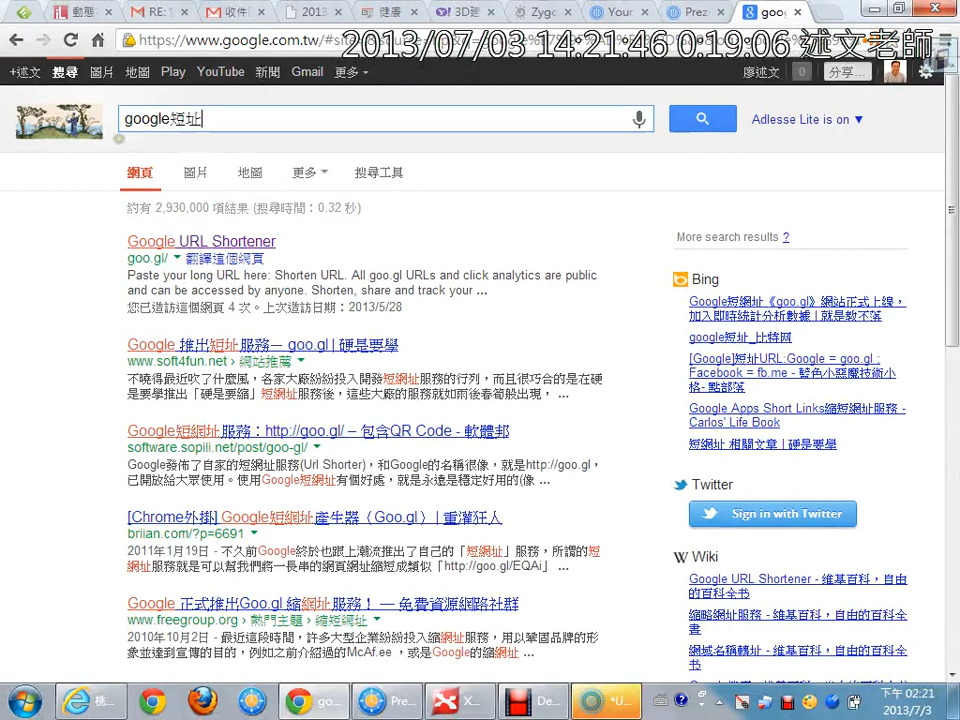 動態
RE:
收件
2013
健康
3D建
Zygo
Your
Prez
goo
https://www.google.com.tw/#
2013/07/03 14:21:46 0:19:06 述文老師
+述文 搜尋 圖片 地圖 Play YouTube 新聞 Gmail 更多
廖述文 0 分享...
google短址
Adlesse Lite is on ▼
網頁 圖片 地圖 更多 搜尋工具
約有 2,930,000 項結果 (搜尋時間：0.32 秒)
Google URL Shortener
goo.gl/ 翻譯這個網頁
Paste your long URL here: Shorten URL. All goo.gl URLs and click analytics are public
and can be accessed by anyone. Shorten, share and track your ...
您已造訪這個網頁 4 次。上次造訪日期：2013/5/28
Google 推出短址服務－ goo.gl | 硬是要學
www.soft4fun.net › 網站推薦
不曉得最近吹了什麼風，各家大廠紛紛投入開發短網址服務的行列，而且很巧合的是在硬
是要學推出「硬是要縮」短網址服務後，這些大廠的服務就如雨後春筍般出現， ...
Google短網址服務：http://goo.gl/ – 包含QR Code - 軟體邦
software.sopili.net/post/goo-gl/
Google發佈了自家的短網址服務(Url Shorter)，和Google的名稱很像，就是http://goo.gl，
已開放給大眾使用。使用Google短網址有個好處，就是永遠是穩定好用的(像 ...
[Chrome外掛] Google短網址產生器（Goo.gl） | 重灌狂人
briian.com/?p=6691
2011年1月19日 - 不久前Google終於也跟上潮流推出了自己的「短網址」服務，所謂的短
網址服務就是可以幫我們將一長串的網頁網址縮短成類似「http://goo.gl/EQAi」 ...
Google 正式推出Goo.gl 縮網址服務！ — 免費資源網路社群
www.freegroup.org › 熱門主題 › 縮短網址
2010年10月2日 - 最近這段時間，許多大型企業紛紛投入縮網址服務，用以鞏固品牌的形
象並達到宣傳的目的，例如之前介紹過的McAf.ee ，或是Google的縮網址 ...
More search results ?
Bing
Google短網址《goo.gl》網站正式上線，
加入即時統計分析數據 | 就是教不落
google短址_比特网
[Google]短址URL:Google = goo.gl ;
Facebook = fb.me - 藍色小惡魔技術小
格- 點部落
Google Apps Short Links縮短網址服務 -
Carlos' Life Book
短網址 相關文章 | 硬是要學
Twitter
Sign in with Twitter
W Wiki
Google URL Shortener - 维基百科，自由
的百科全书
缩略网址服务 - 维基百科，自由的百科全
書
網域名稱轉址 - 维基百科，自由的百科全
书
桃
go...
Pre...
X...
De...
*U...
下午 02:21
2013/7/3